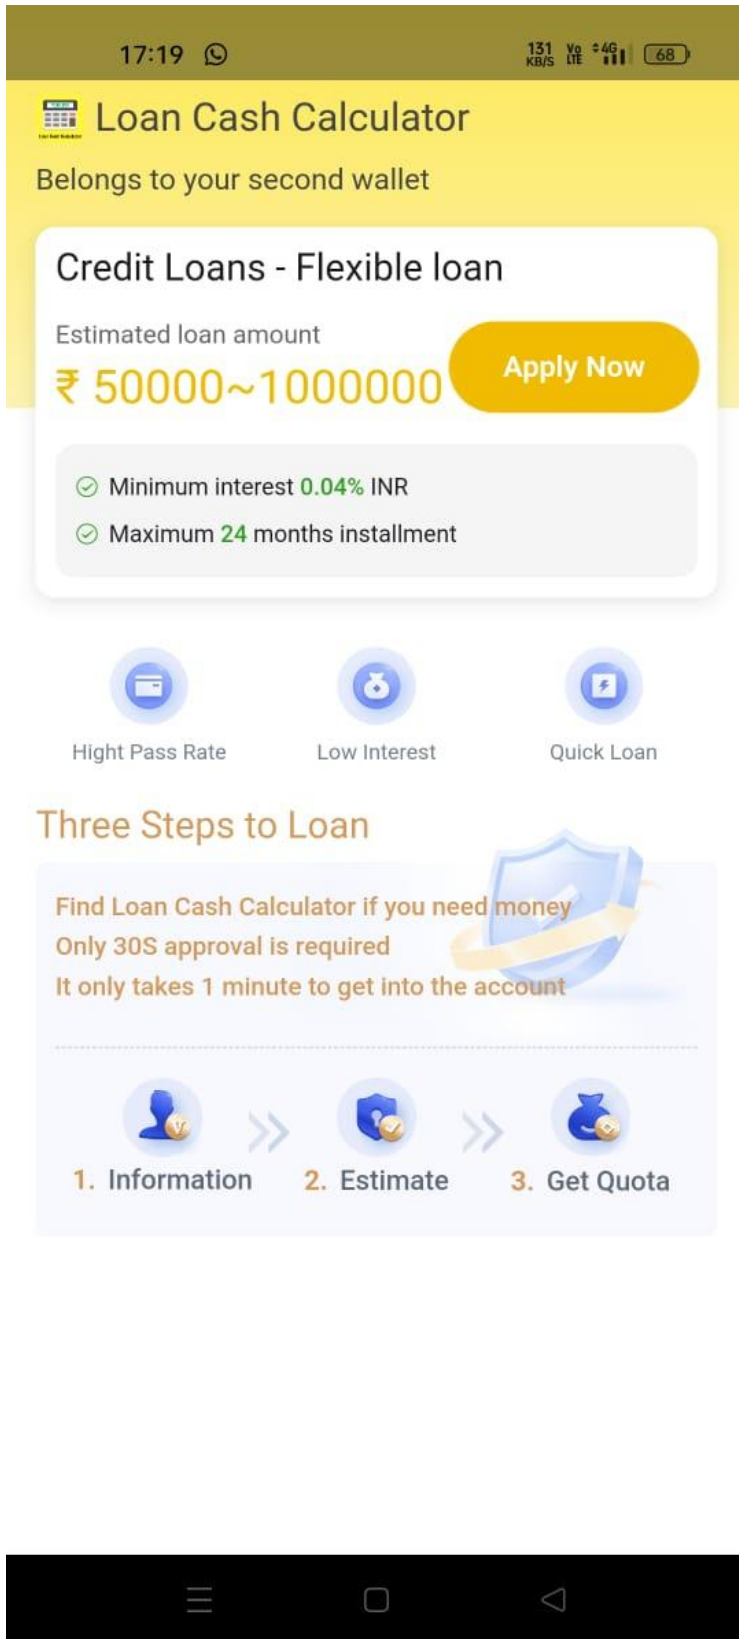 17:19
131 KB/S Vo LTE 4G 68
Loan Cash Calculator
Belongs to your second wallet
Credit Loans - Flexible loan
Estimated loan amount
₹ 50000~1000000
Apply Now
Minimum interest 0.04% INR
Maximum 24 months installment
Hight Pass Rate
Low Interest
Quick Loan
Three Steps to Loan
Find Loan Cash Calculator if you need money
Only 30S approval is required
It only takes 1 minute to get into the account
1. Information
2. Estimate
3. Get Quota